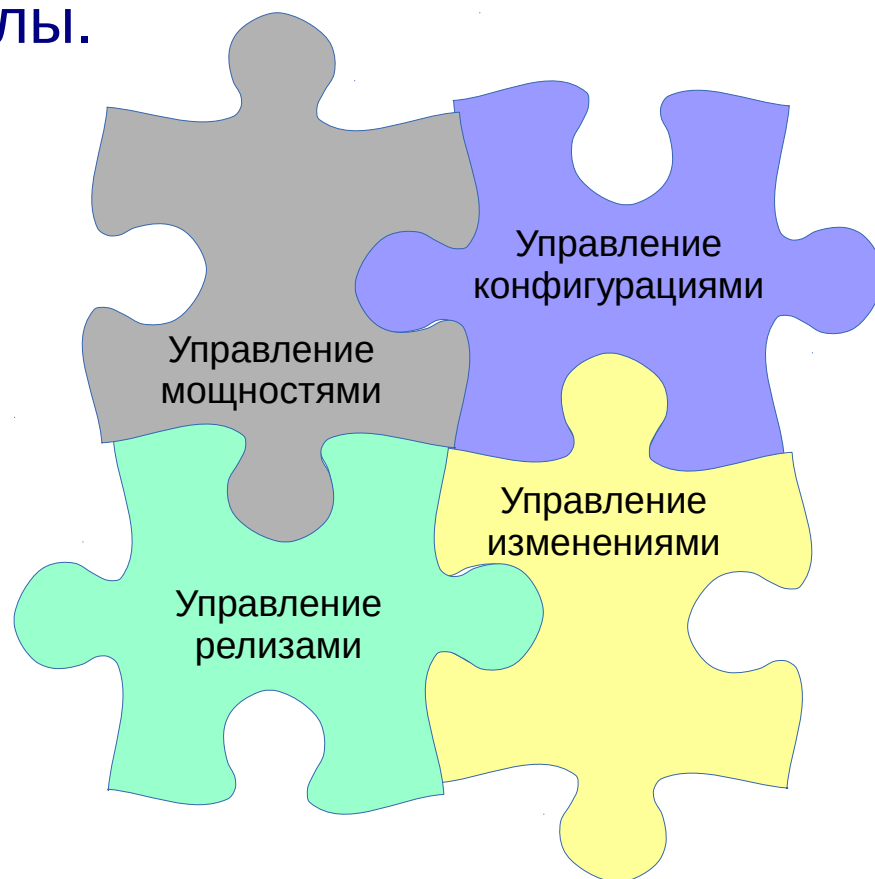 лы.
Управление
конфигурациями
Управление
мощностями
Управление
изменениями
Управление
релизами